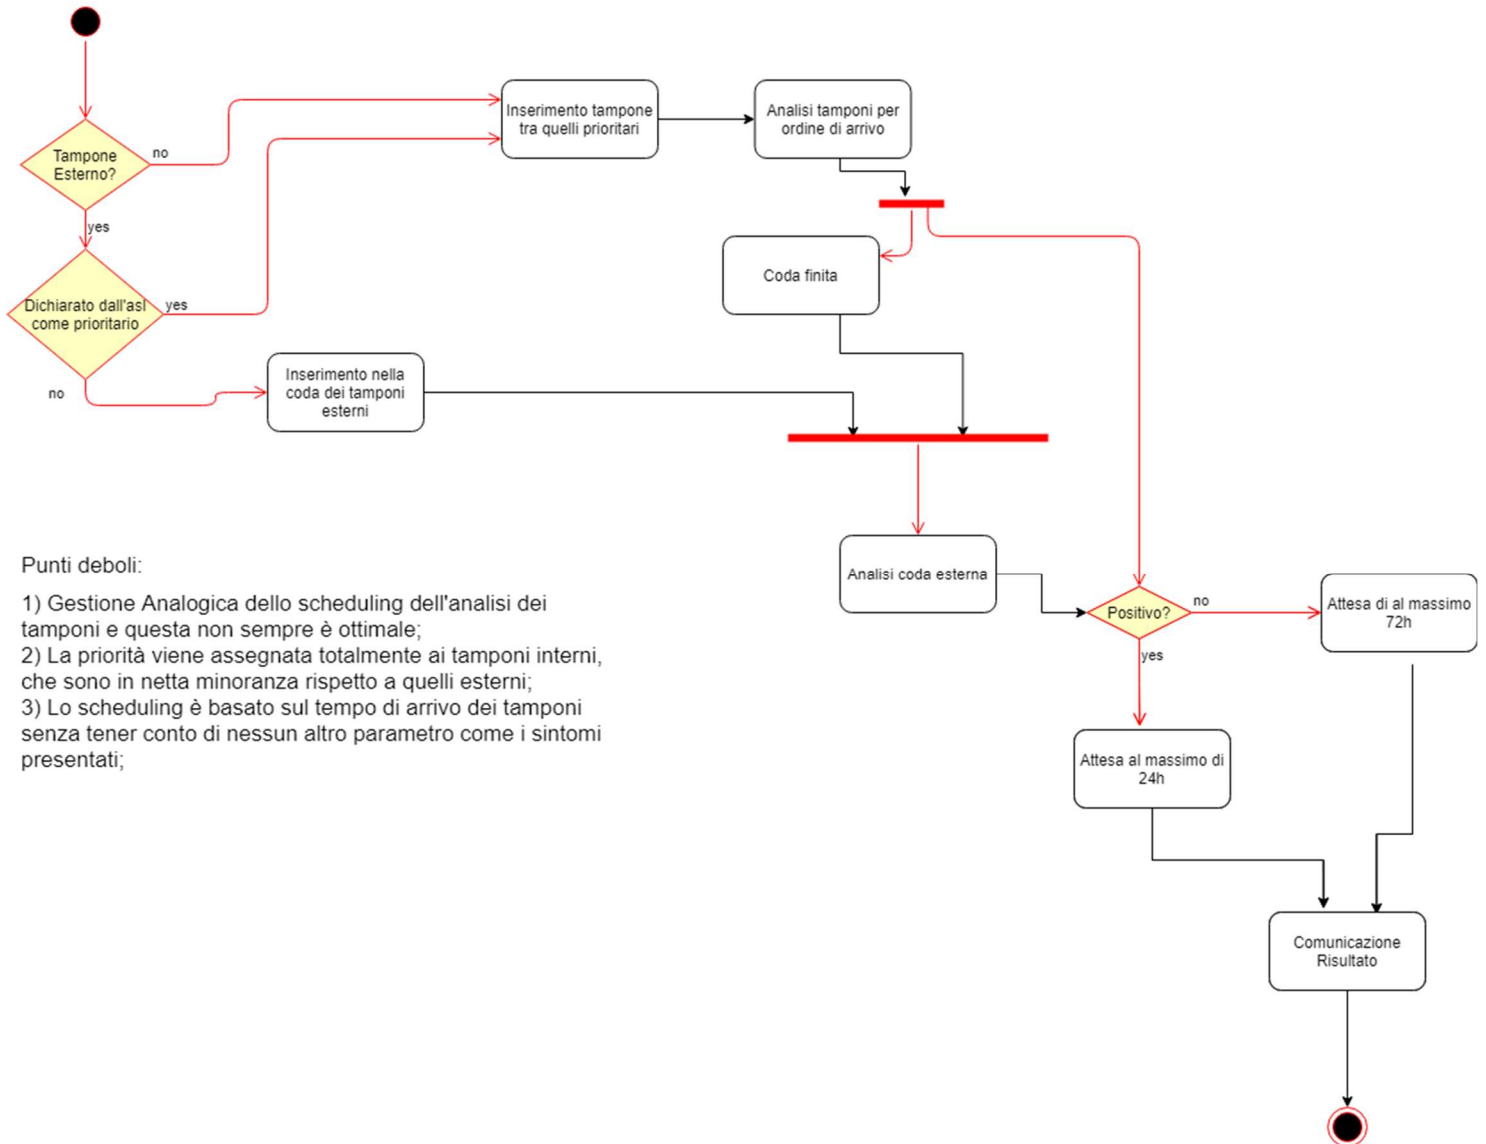 Inserimento tampone
tra quelli prioritari
Analisi tamponi per
ordine di arrivo
Tampone
Esterno?
no
yes
Coda finita
Dichiarato dall'asl
come prioritario
yes
no
Inserimento nella
coda dei tamponi
esterni
Analisi coda esterna
Positivo?
no
Attesa di al massimo
72h
yes
Attesa al massimo di
24h
Comunicazione
Risultato
Punti deboli:
1) Gestione Analogica dello scheduling dell'analisi dei
tamponi e questa non sempre è ottimale;
2) La priorità viene assegnata totalmente ai tamponi interni,
che sono in netta minoranza rispetto a quelli esterni;
3) Lo scheduling è basato sul tempo di arrivo dei tamponi
senza tener conto di nessun altro parametro come i sintomi
presentati;